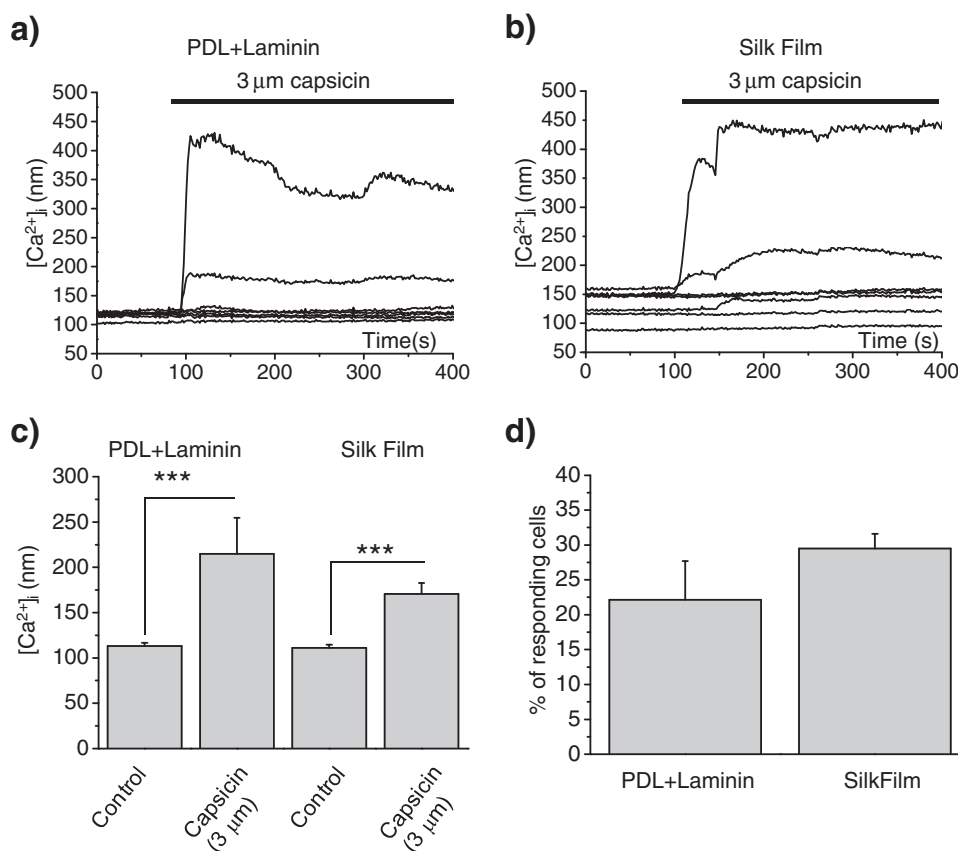 a)
PDL+Laminin
3 μm capsicin
500
450
400
350
300
250
200
150
100
50
[Ca2+]i (nm)
Time(s)
0 100 200 300 400
b)
Silk Film
3 μm capsicin
500
450
400
350
300
250
200
150
100
50
[Ca2+]i (nm)
Time (s)
0 100 200 300 400
c)
PDL+Laminin Silk Film
300
250
200
150
100
50
0
[Ca2+]i (nm)
***
***
Control
Capsicin
(3 μm)
Control
Capsicin
(3 μm)
d)
40
35
30
25
20
15
10
5
0
% of responding cells
PDL+Laminin SilkFilm